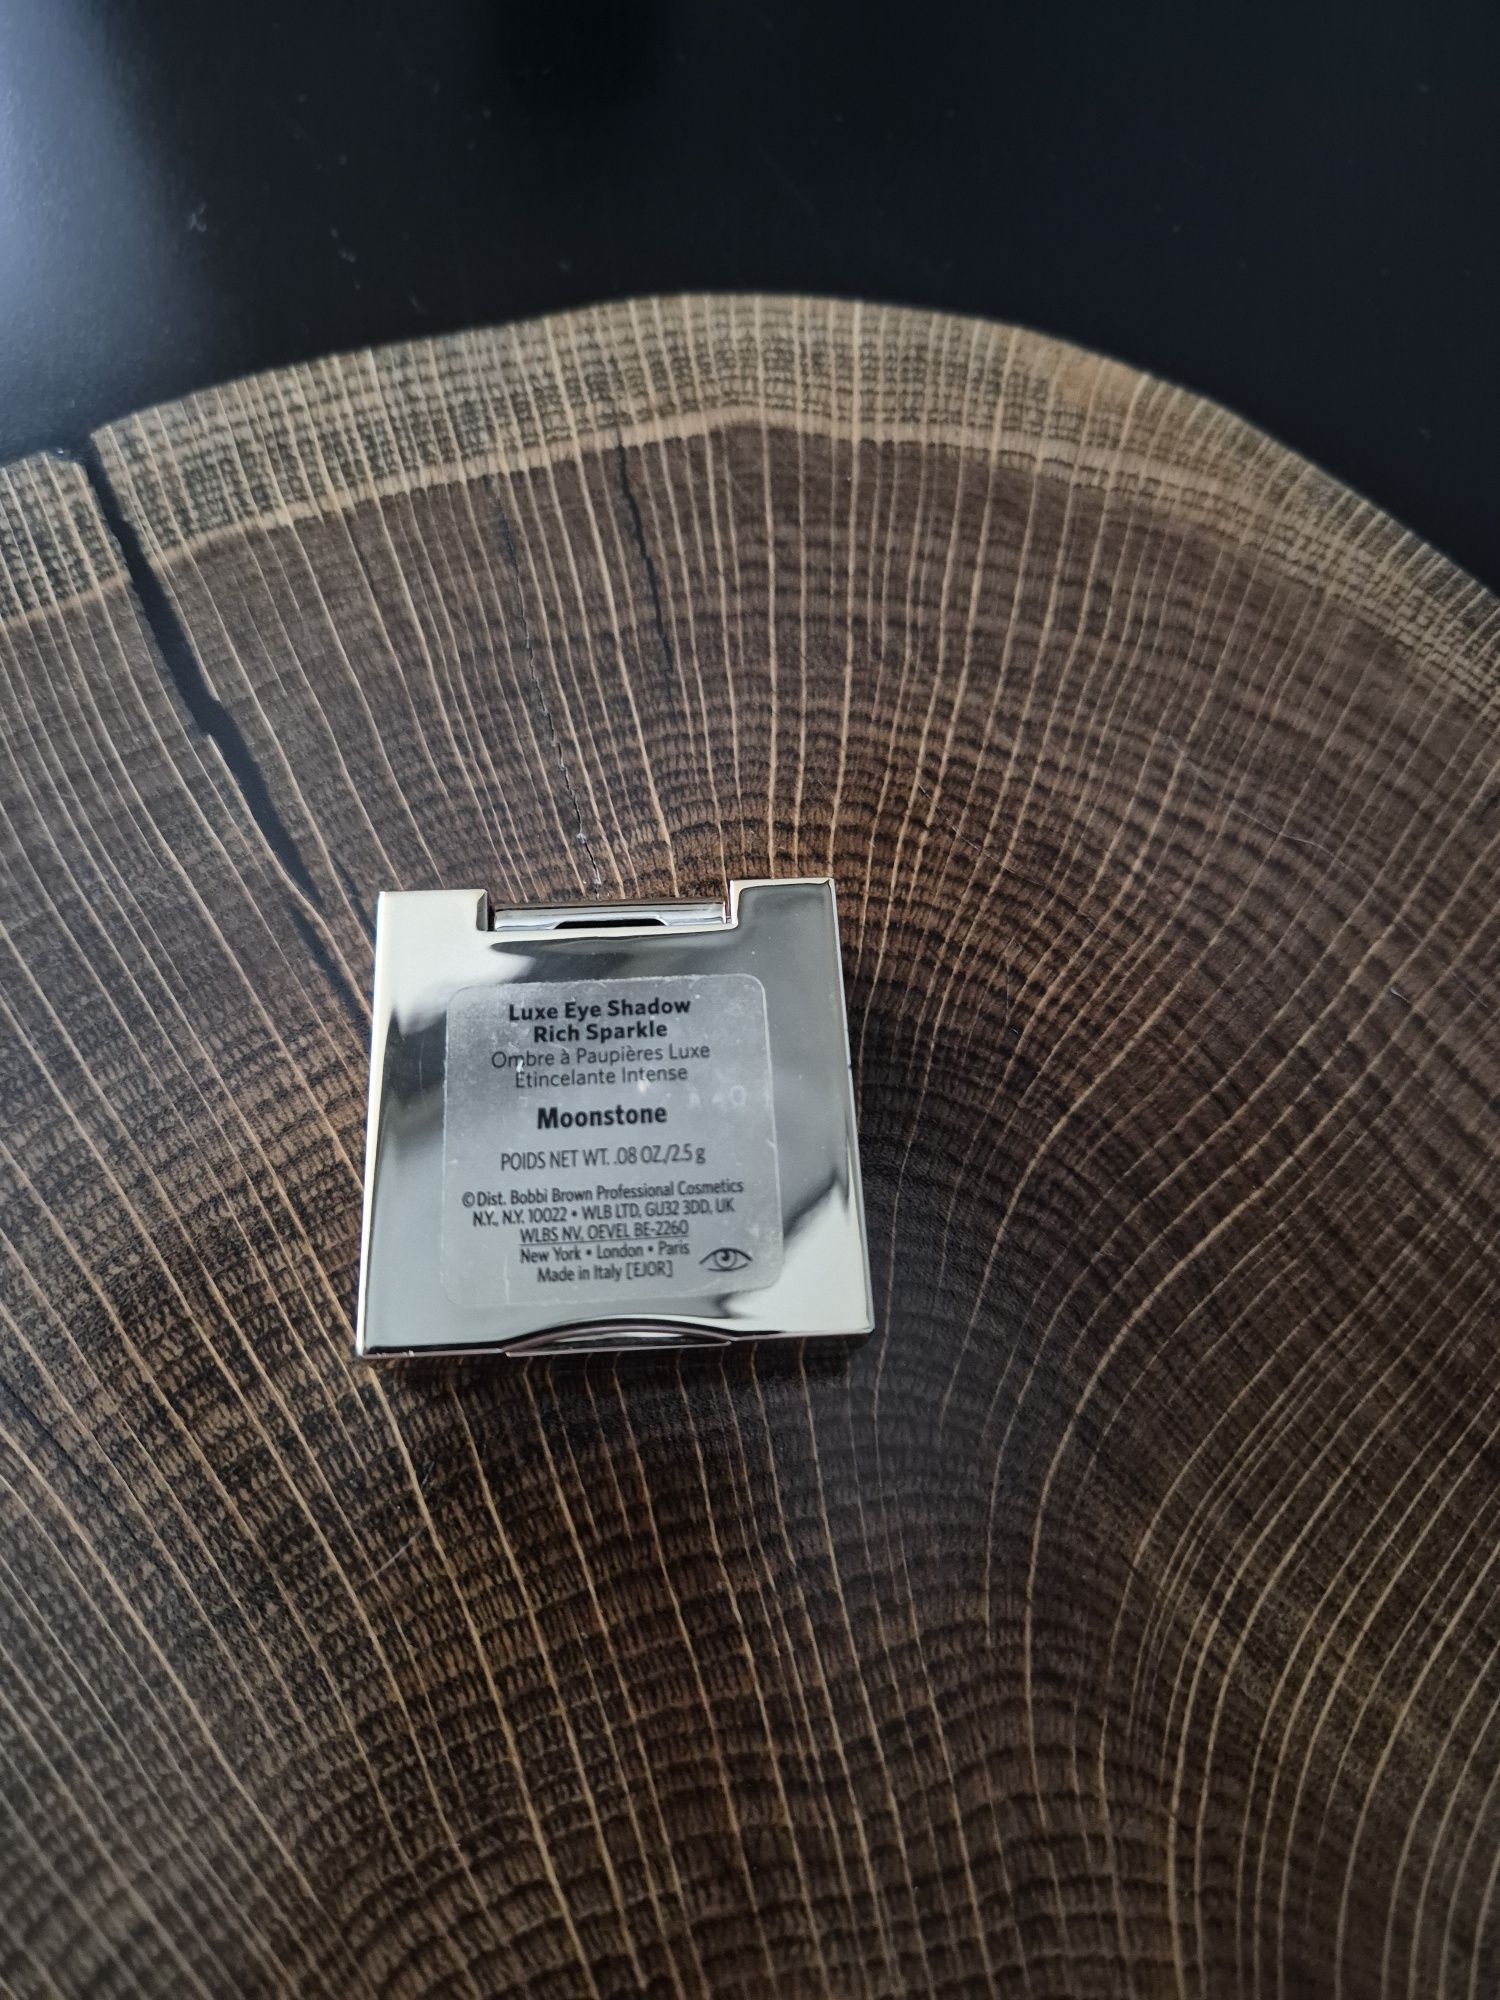 Luxe Eye Shadow
Rich Sparkle
Ombre à Paupières Luxe
Étincelante Intense
Moonstone
POIDS NET WT. .08 OZ./2.5 g
©Dist. Bobbi Brown Professional Cosmetics
N.Y., N.Y. 10022 • WLB LTD, GU32 3DD, UK
WLBS NV, OEVEL BE-2260
New York • London • Paris
Made in Italy [EJOR]